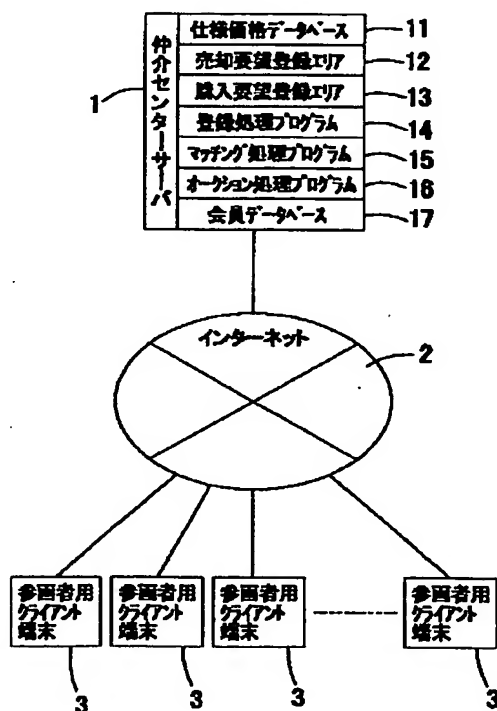 仲介センターサーバ
1
仕様価格データベース
11
売却要望登録エリア
12
購入要望登録エリア
13
登録処理プログラム
14
マッチング処理プログラム
15
オークション処理プログラム
16
会員データベース
17
インターネット
2
参画者用
クライアント
端末
参画者用
クライアント
端末
参画者用
クライアント
端末
参画者用
クライアント
端末
3
3
3
3